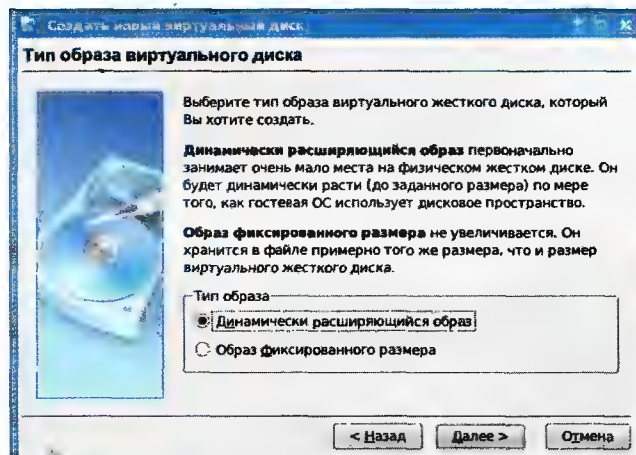 Создать новый виртуальный диск
Тип образа виртуального диска
Выберите тип образа виртуального жесткого диска, который
Вы хотите создать.
Динамически расширяющийся образ первоначально
занимает очень мало места на физическом жестком диске. Он
будет динамически расти (до заданного размера) по мере
того, как гостевая ОС использует дисковое пространство.
Образ фиксированного размера не увеличивается. Он
хранится в файле примерно того же размера, что и размер
виртуального жесткого диска.
Тип образа
Динамически расширяющийся образ
Образ фиксированного размера
< Назад
Далее >
Отмена